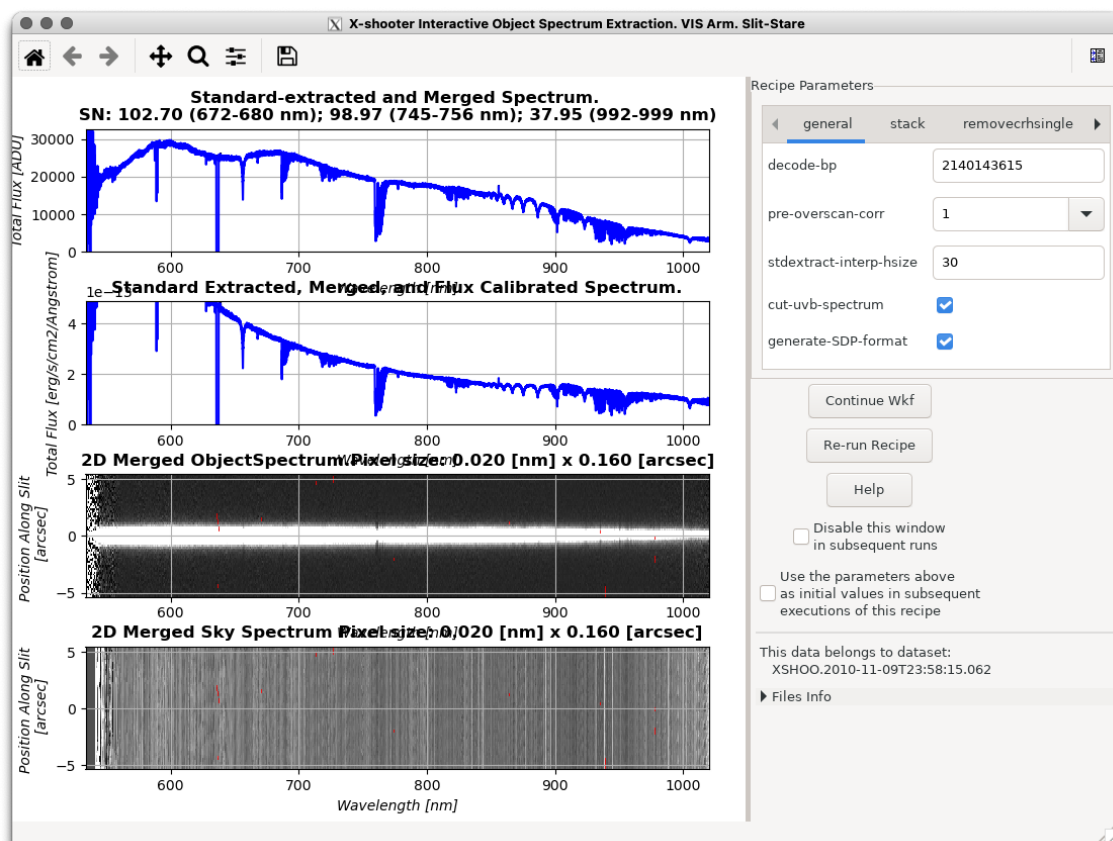 X-shooter Interactive Object Spectrum Extraction. VIS Arm. Slit-Stare
Standard-extracted and Merged Spectrum.
SN: 102.70 (672-680 nm); 98.97 (745-756 nm); 37.95 (992-999 nm)
Total Flux [ADU]
30000
20000
10000
0
600
700
800
900
1000
Wavelength [nm]
1e-15
Standard Extracted, Merged, and Flux Calibrated Spectrum.
Total Flux [erg/s/cm2/Angstrom]
4
2
0
600
700
800
900
1000
Wavelength [nm]
2D Merged ObjectSpectrum Pixel size: 0.020 [nm] x 0.160 [arcsec]
Position Along Slit
[arcsec]
5
0
−5
600
700
800
900
1000
Wavelength [nm]
2D Merged Sky Spectrum Pixel size: 0.020 [nm] x 0.160 [arcsec]
Position Along Slit
[arcsec]
5
0
−5
600
700
800
900
1000
Wavelength [nm]
Recipe Parameters
general
stack
removecrhsingle
decode-bp
2140143615
pre-overscan-corr
1
stdextract-interp-hsize
30
cut-uvb-spectrum
generate-SDP-format
Continue Wkf
Re-run Recipe
Help
Disable this window
in subsequent runs
Use the parameters above
as initial values in subsequent
executions of this recipe
This data belongs to dataset:
XSHOO.2010-11-09T23:58:15.062
Files Info